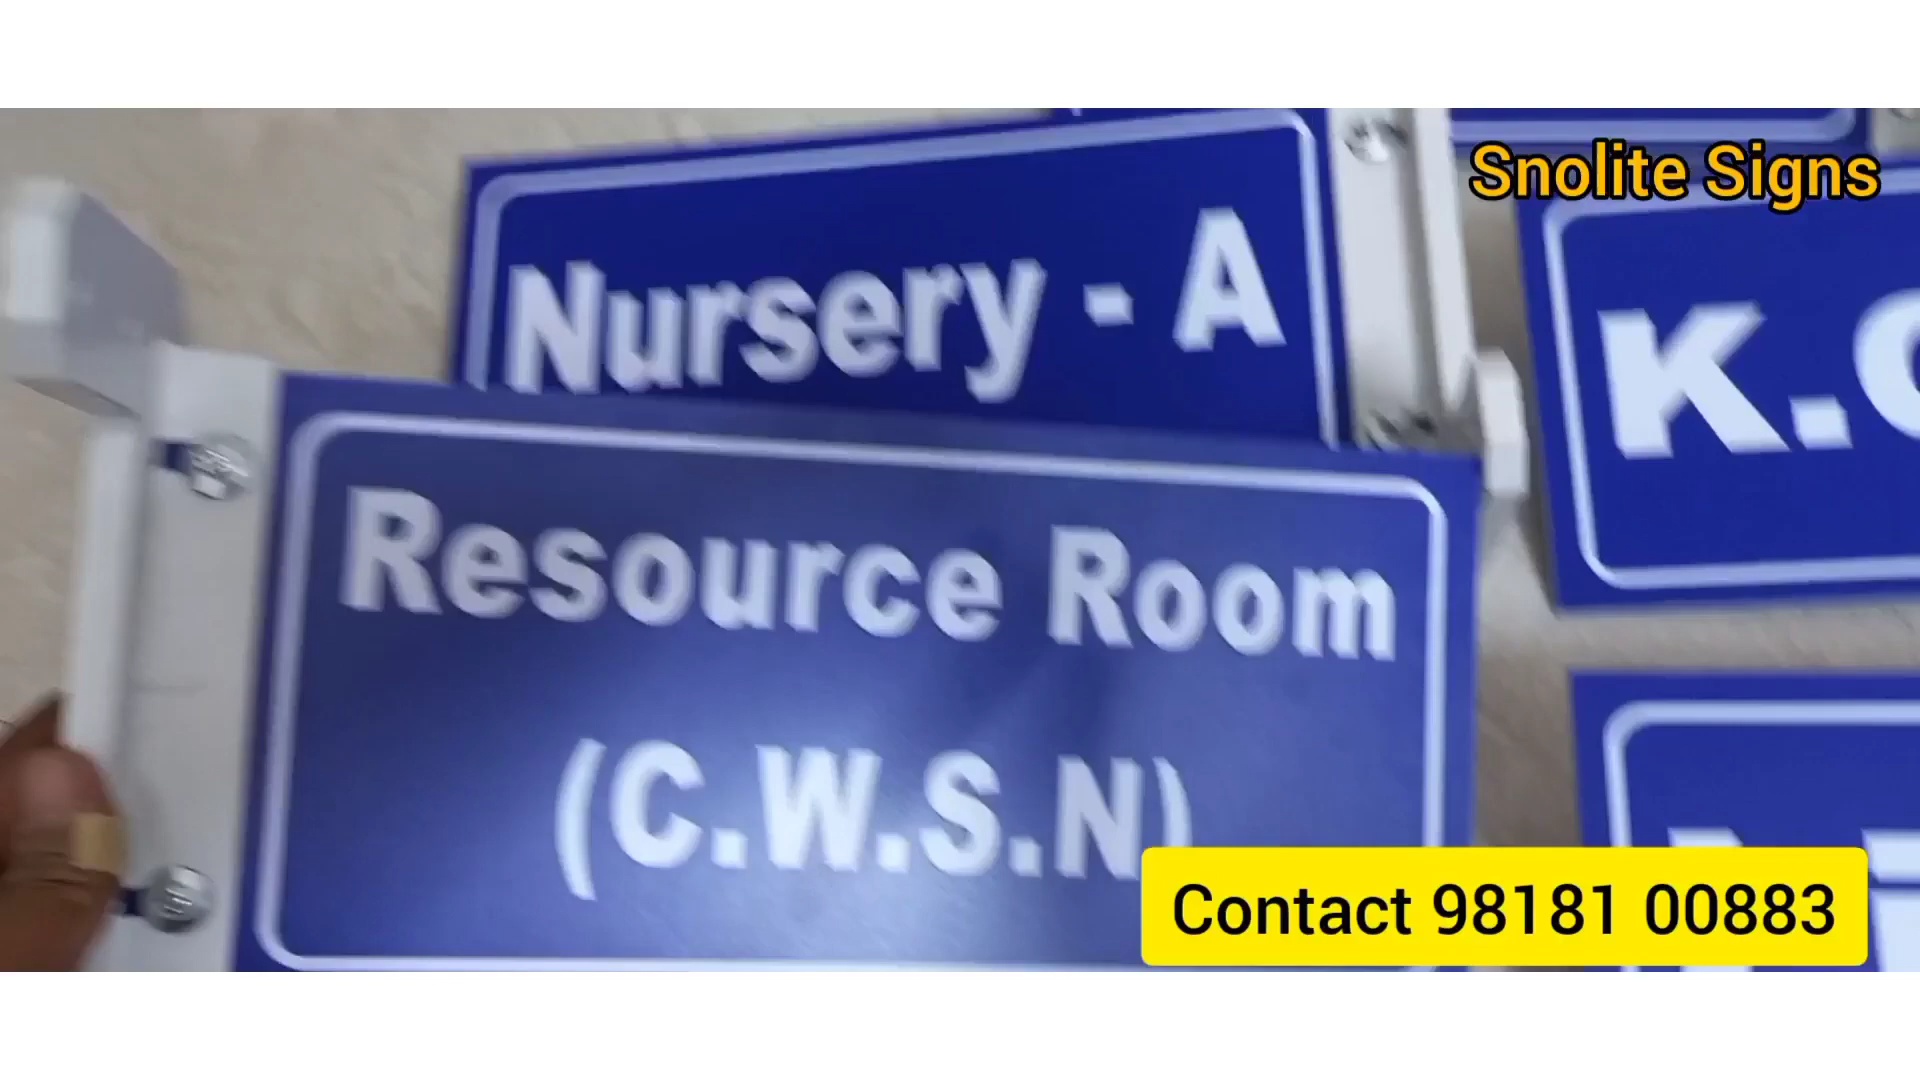 Snolite Signs
Nursery - A
K.
Resource Room
(C.W.S.N)
Contact 98181 00883